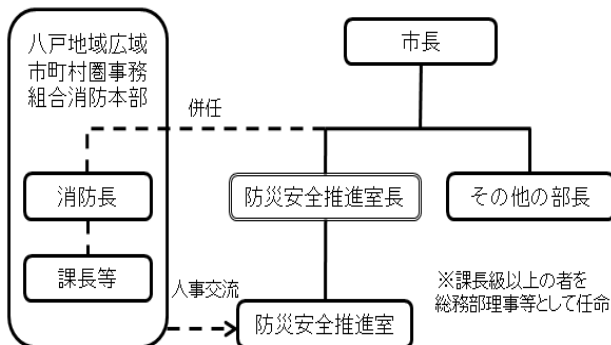 八戸地域広域
市町村圏事務
組合消防本部
市長
併任
消防長
防災安全推進室長
その他の部長
課長等
人事交流
防災安全推進室
※課長級以上の者を
総務部理事等として任命